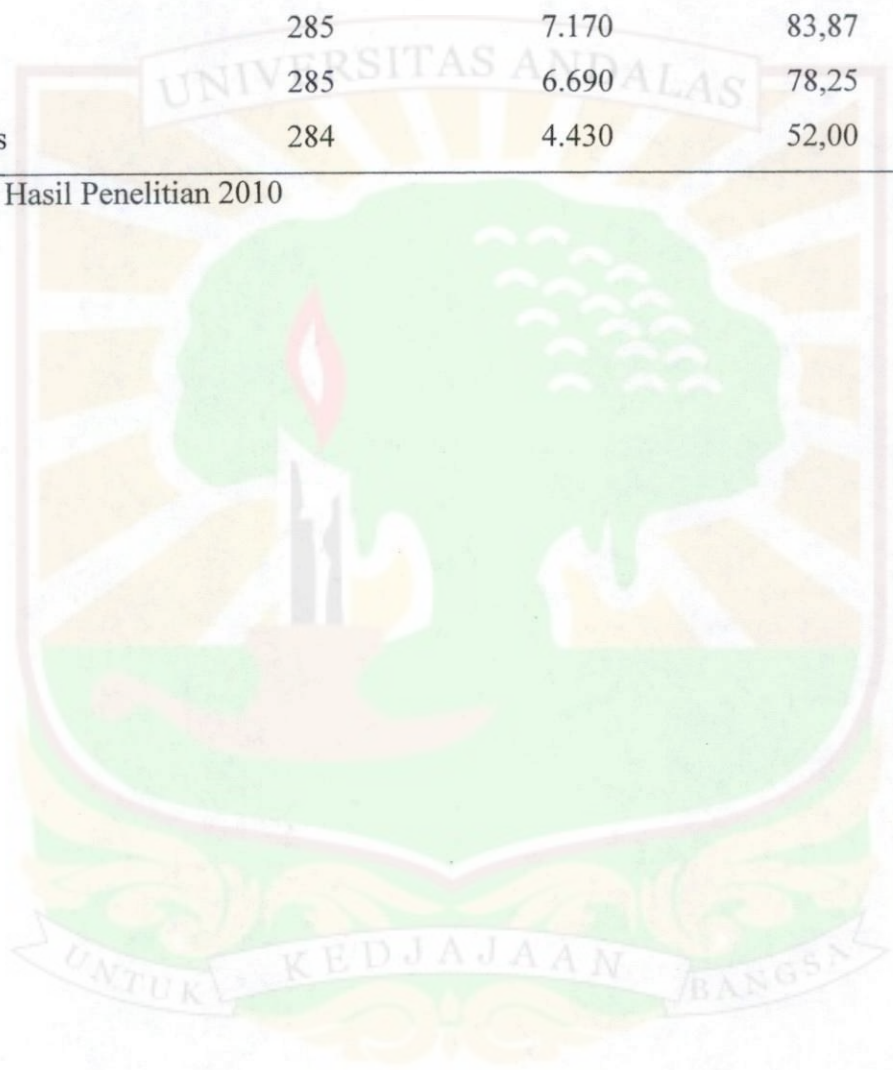 285 7.170 83,87
UNIVERSITAS ANDALAS
285 6.690 78,25
s 284 4.430 52,00
Hasil Penelitian 2010
UNTUK KEDJAJAAN BANGSA